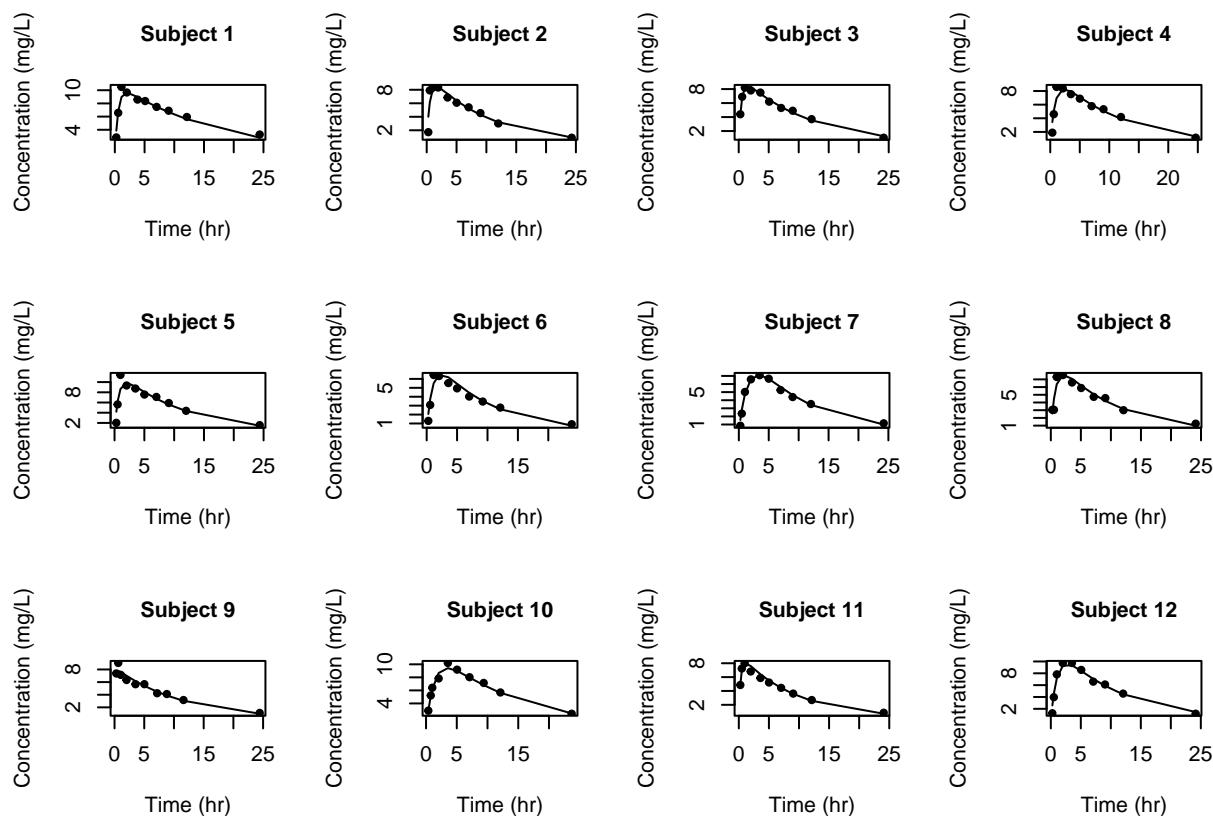 Subject 1
Concentration (mg/L)
4 10
0 5 15 25
Time (hr)
Subject 2
Concentration (mg/L)
2 8
0 5 15 25
Time (hr)
Subject 3
Concentration (mg/L)
2 8
0 5 15 25
Time (hr)
Subject 4
Concentration (mg/L)
2 8
0 10 20
Time (hr)
Subject 5
Concentration (mg/L)
2 8
0 5 15 25
Time (hr)
Subject 6
Concentration (mg/L)
1 5
0 5 15
Time (hr)
Subject 7
Concentration (mg/L)
1 5
0 5 15 25
Time (hr)
Subject 8
Concentration (mg/L)
1 5
0 5 15 25
Time (hr)
Subject 9
Concentration (mg/L)
2 8
0 5 15 25
Time (hr)
Subject 10
Concentration (mg/L)
4 10
0 5 15
Time (hr)
Subject 11
Concentration (mg/L)
2 8
0 5 15 25
Time (hr)
Subject 12
Concentration (mg/L)
2 8
0 5 15 25
Time (hr)